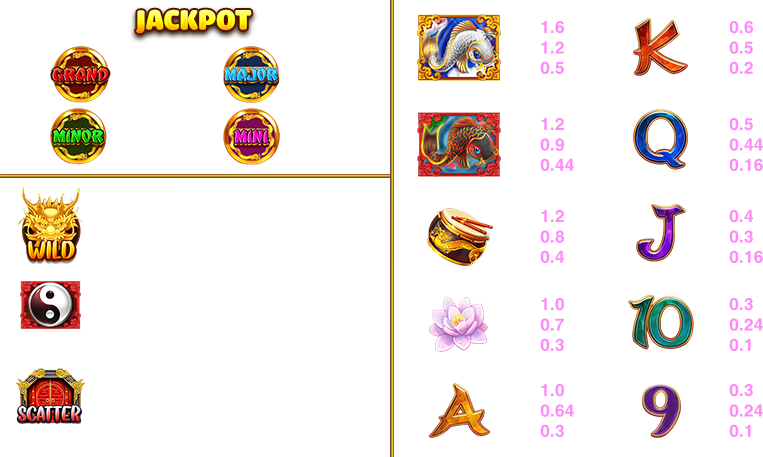 JACKPOT
GRAND
MAJOR
MINOR
MINI
WILD
SCATTER
1.6
1.2
0.5
K
0.6
0.5
0.2
1.2
0.9
0.44
Q
0.5
0.44
0.16
1.2
0.8
0.4
J
0.4
0.3
0.16
1.0
0.7
0.3
10
0.3
0.24
0.1
A
1.0
0.64
0.3
9
0.3
0.24
0.1